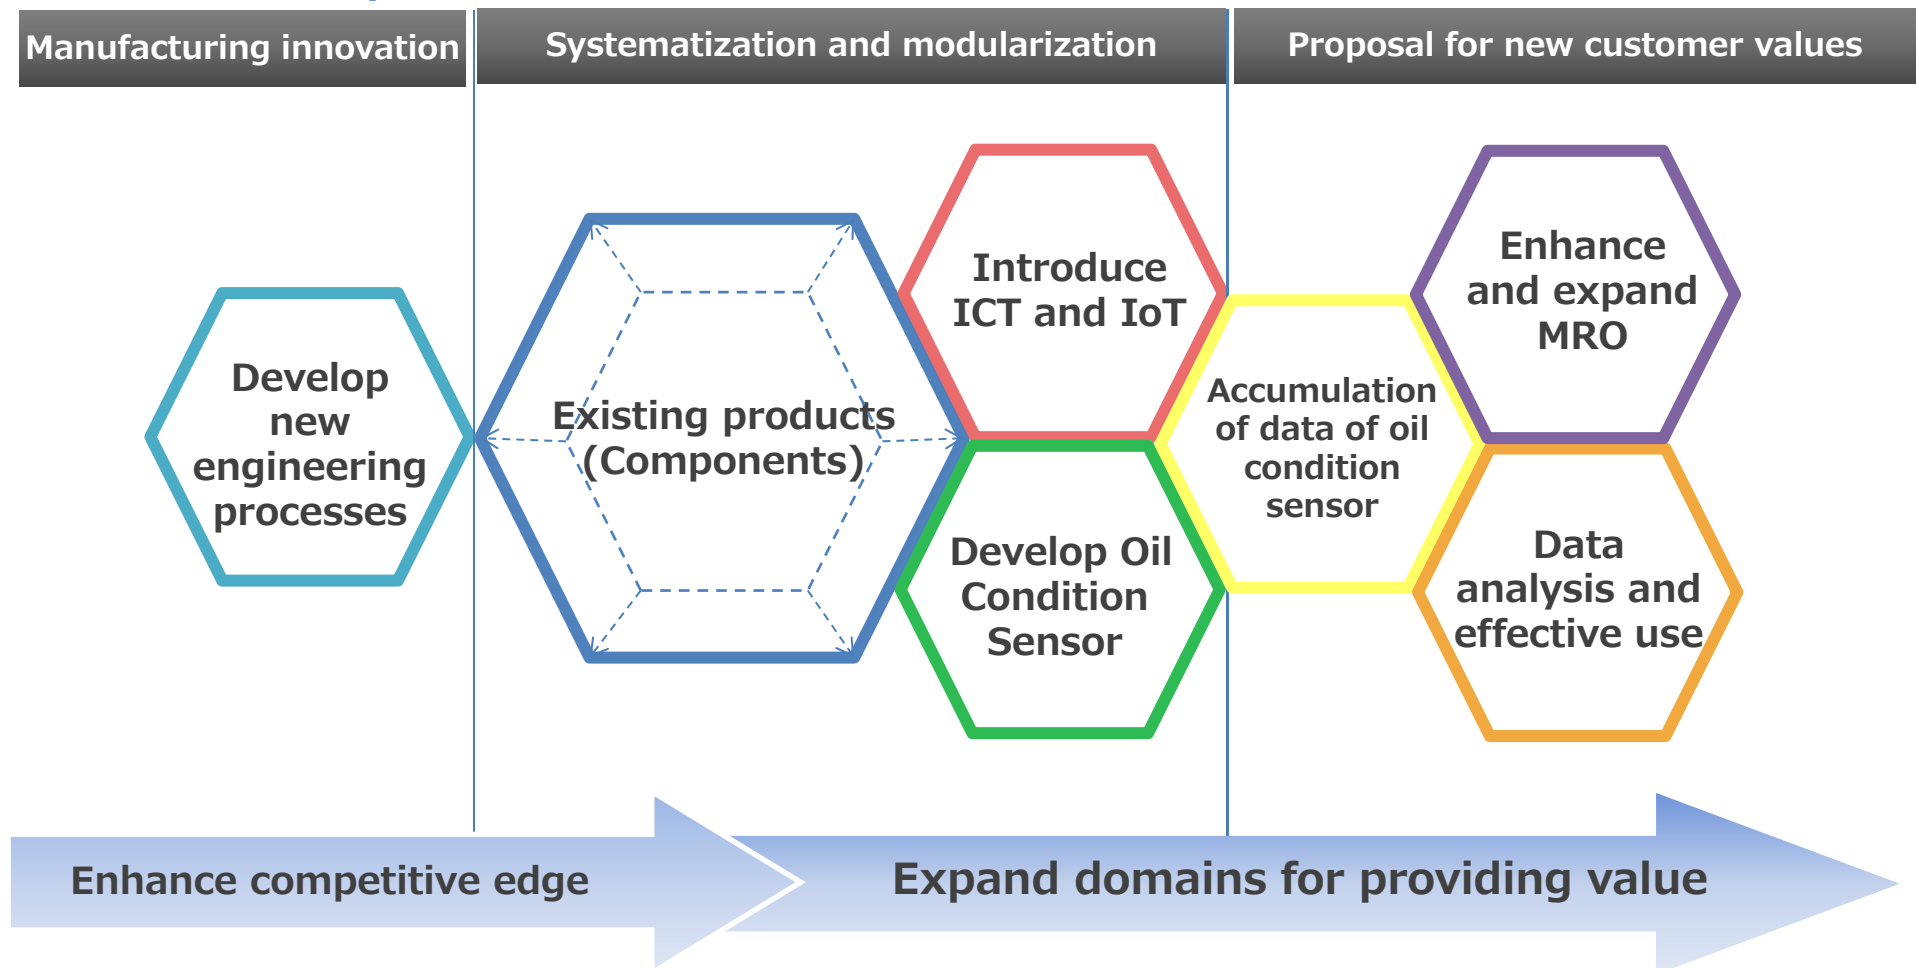 Manufacturing innovation
Systematization and modularization
Proposal for new customer values
Develop
new
engineering
processes
Existing products
(Components)
Introduce
ICT and IoT
Develop Oil
Condition
Sensor
Accumulation
of data of oil
condition
sensor
Enhance
and expand
MRO
Data
analysis and
effective use
Enhance competitive edge
Expand domains for providing value